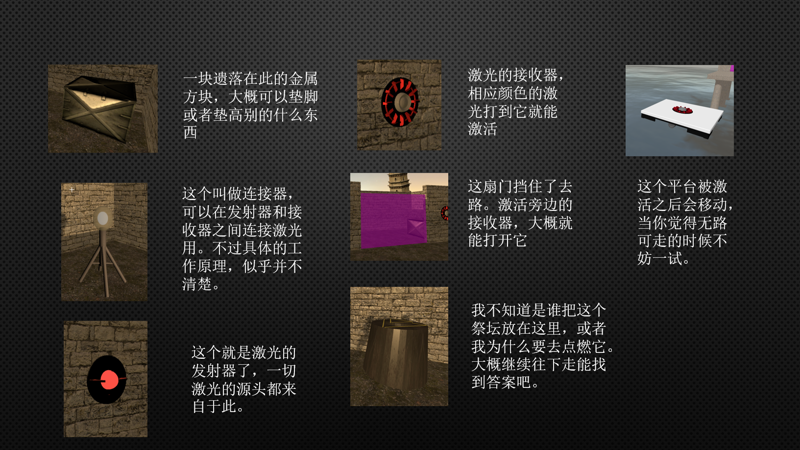 一块遗落在此的金属
方块，大概可以垫脚
或者垫高别的什么东
西
这个叫做连接器，
可以在发射器和接
收器之间连接激光
用。不过具体的工
作原理，似乎并不
清楚。
这个就是激光的
发射器了，一切
激光的源头都来
自于此。
激光的接收器，
相应颜色的激
光打到它就能
激活
这扇门挡住了去
路。激活旁边的
接收器，大概就
能打开它
我不知道是谁把这个
祭坛放在这里，或者
我为什么要去点燃它。
大概继续往下走能找
到答案吧。
这个平台被激
活之后会移动，
当你觉得无路
可走的时候不
妨一试。